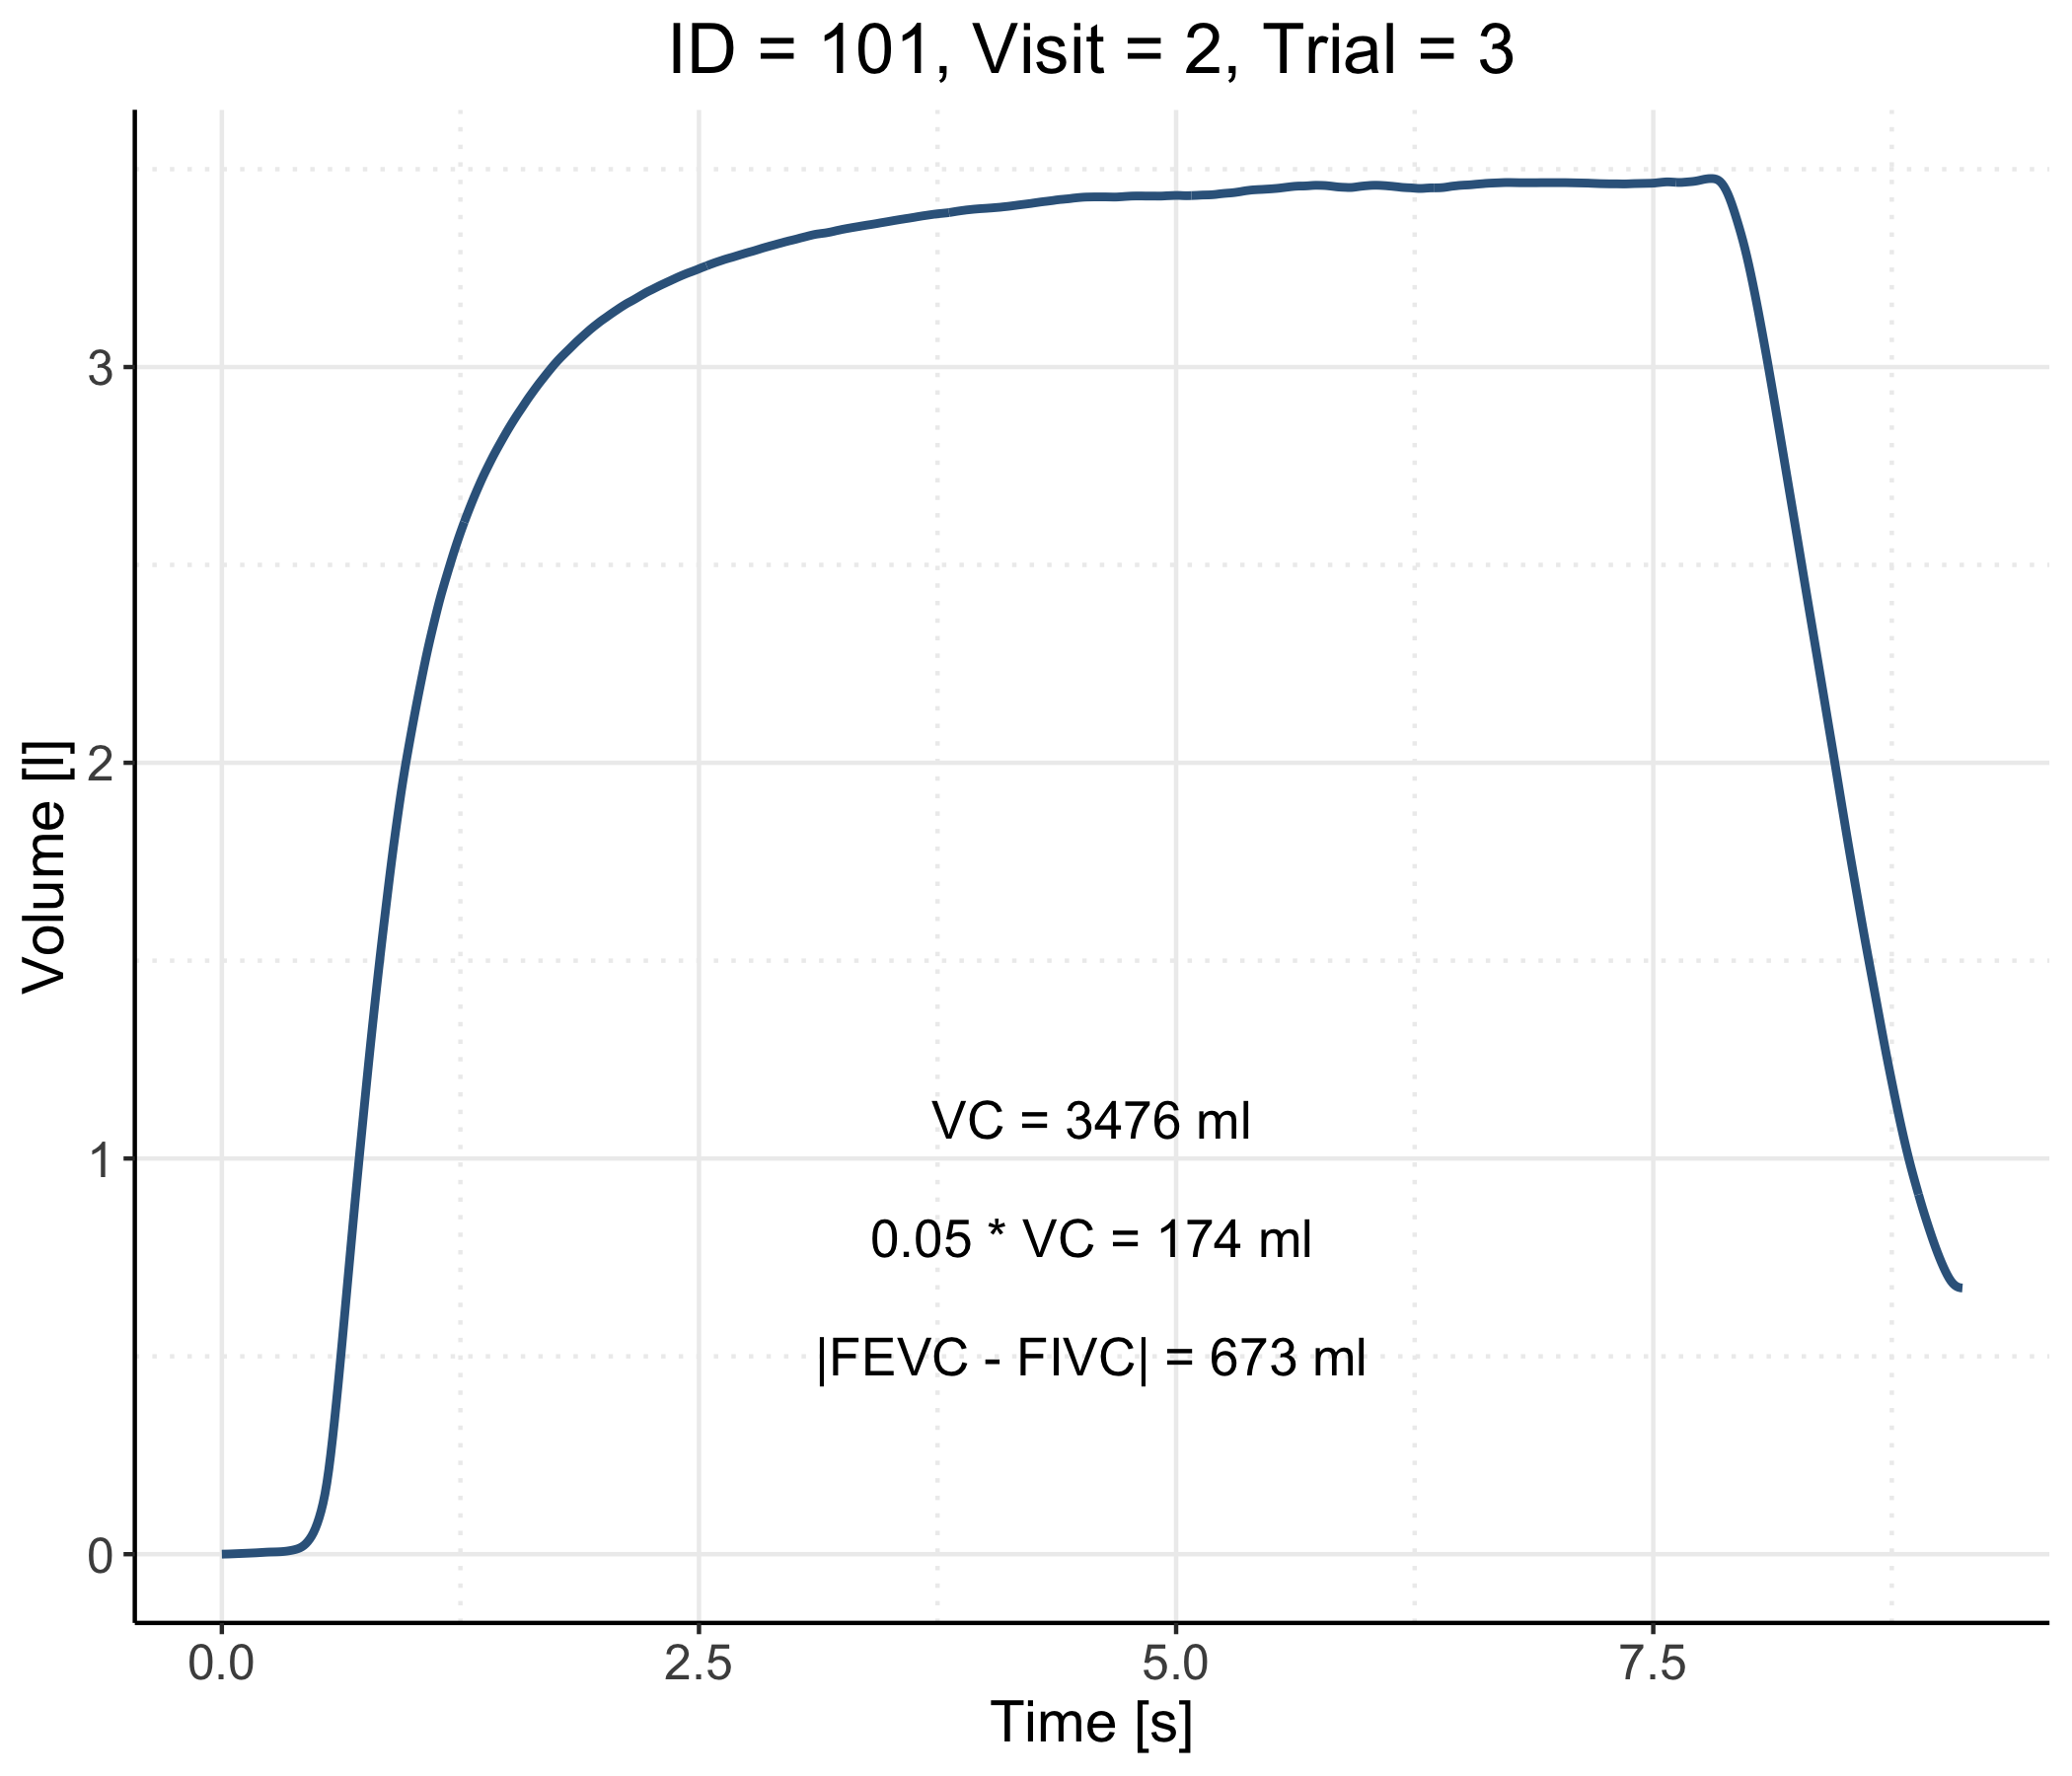 ID = 101, Visit = 2, Trial = 3
3
2
1
0
Volume [l]
VC = 3476 ml
0.05 * VC = 174 ml
|FEVC - FIVC| = 673 ml
0.0 2.5 5.0 7.5
Time [s]